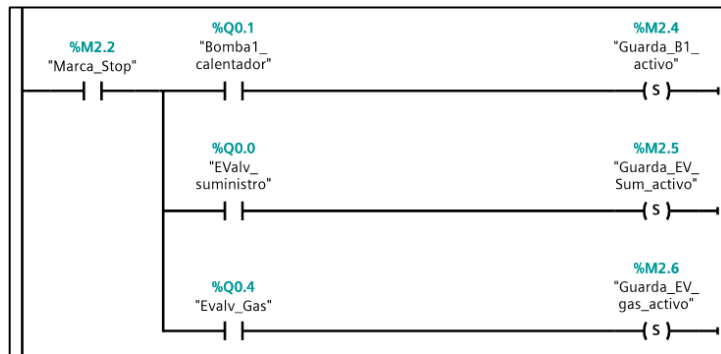 %M2.2
"Marca_Stop"
%Q0.1
"Bomba1_
calentador"
%M2.4
"Guarda_B1_
activo"
S
%Q0.0
"EValv_
suministro"
%M2.5
"Guarda_EV_
Sum_activo"
S
%Q0.4
"Evalv_Gas"
%M2.6
"Guarda_EV_
gas_activo"
S